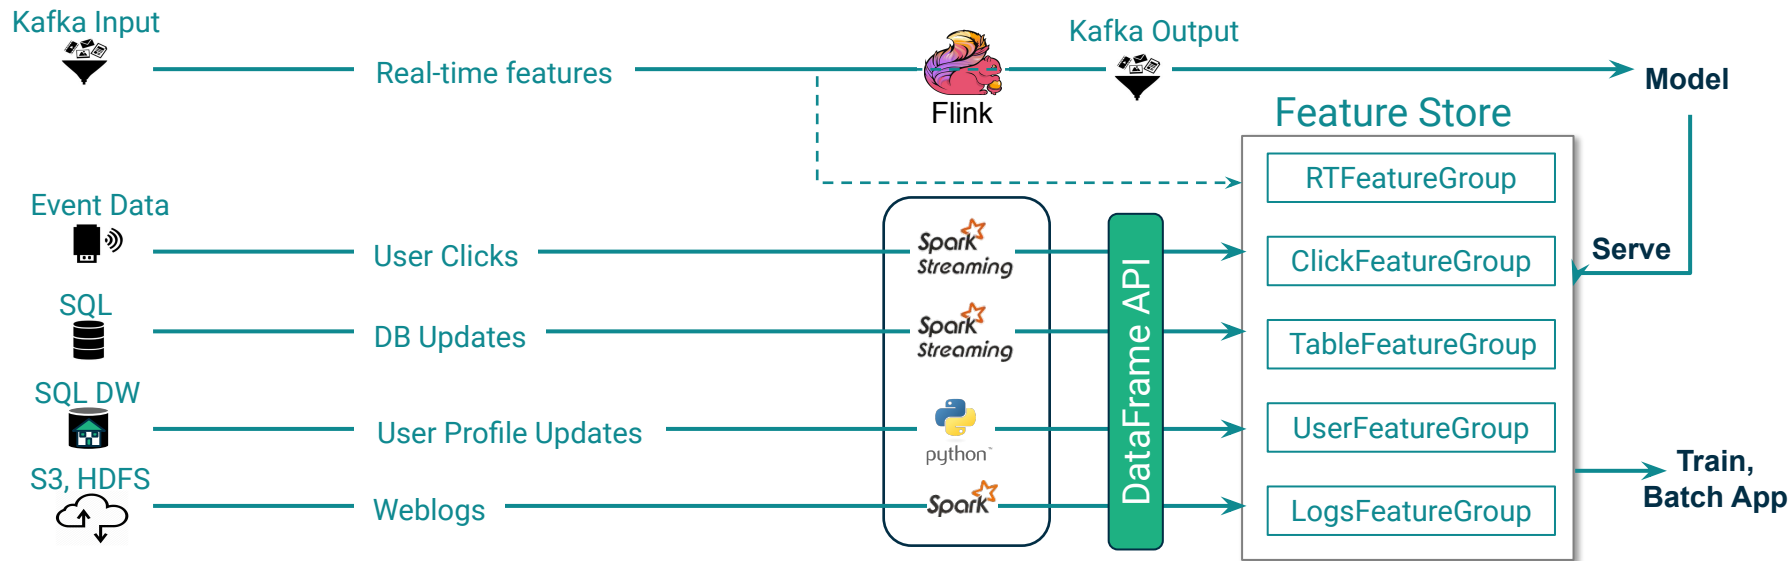 Kafka Input
Real-time features
Flink
Kafka Output
Model
Feature Store
RTFeatureGroup
Event Data
User Clicks
Spark
Streaming
ClickFeatureGroup
Serve
SQL
DB Updates
Spark
Streaming
TableFeatureGroup
DataFrame API
SQL DW
User Profile Updates
python™
UserFeatureGroup
S3, HDFS
Weblogs
Spark
LogsFeatureGroup
Train,
Batch App